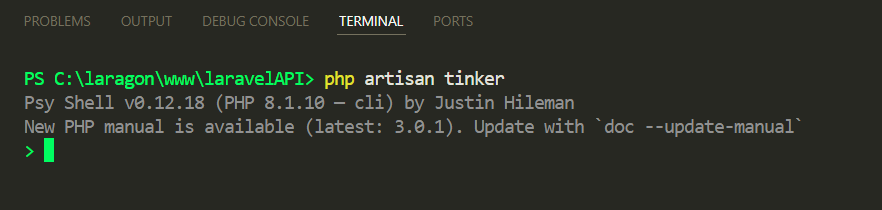 PROBLEMS OUTPUT DEBUG CONSOLE TERMINAL PORTS
PS C:\laragon\www\laravelAPI> php artisan tinker
Psy Shell v0.12.18 (PHP 8.1.10 — cli) by Justin Hileman
New PHP manual is available (latest: 3.0.1). Update with `doc --update-manual`
>